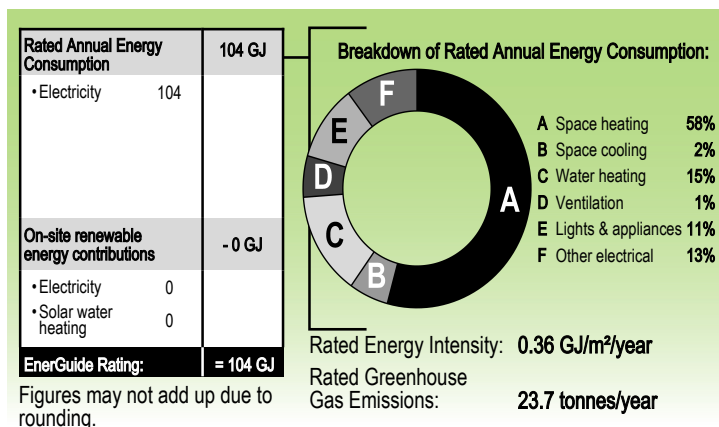 Rated Annual Energy
Consumption
104 GJ
• Electricity 104
On-site renewable
energy contributions
- 0 GJ
• Electricity 0
• Solar water
heating 0
EnerGuide Rating: = 104 GJ
Figures may not add up due to
rounding.
Breakdown of Rated Annual Energy Consumption:
F
E
D
C
B
A
A Space heating 58%
B Space cooling 2%
C Water heating 15%
D Ventilation 1%
E Lights & appliances 11%
F Other electrical 13%
Rated Energy Intensity: 0.36 GJ/m²/year
Rated Greenhouse
Gas Emissions: 23.7 tonnes/year